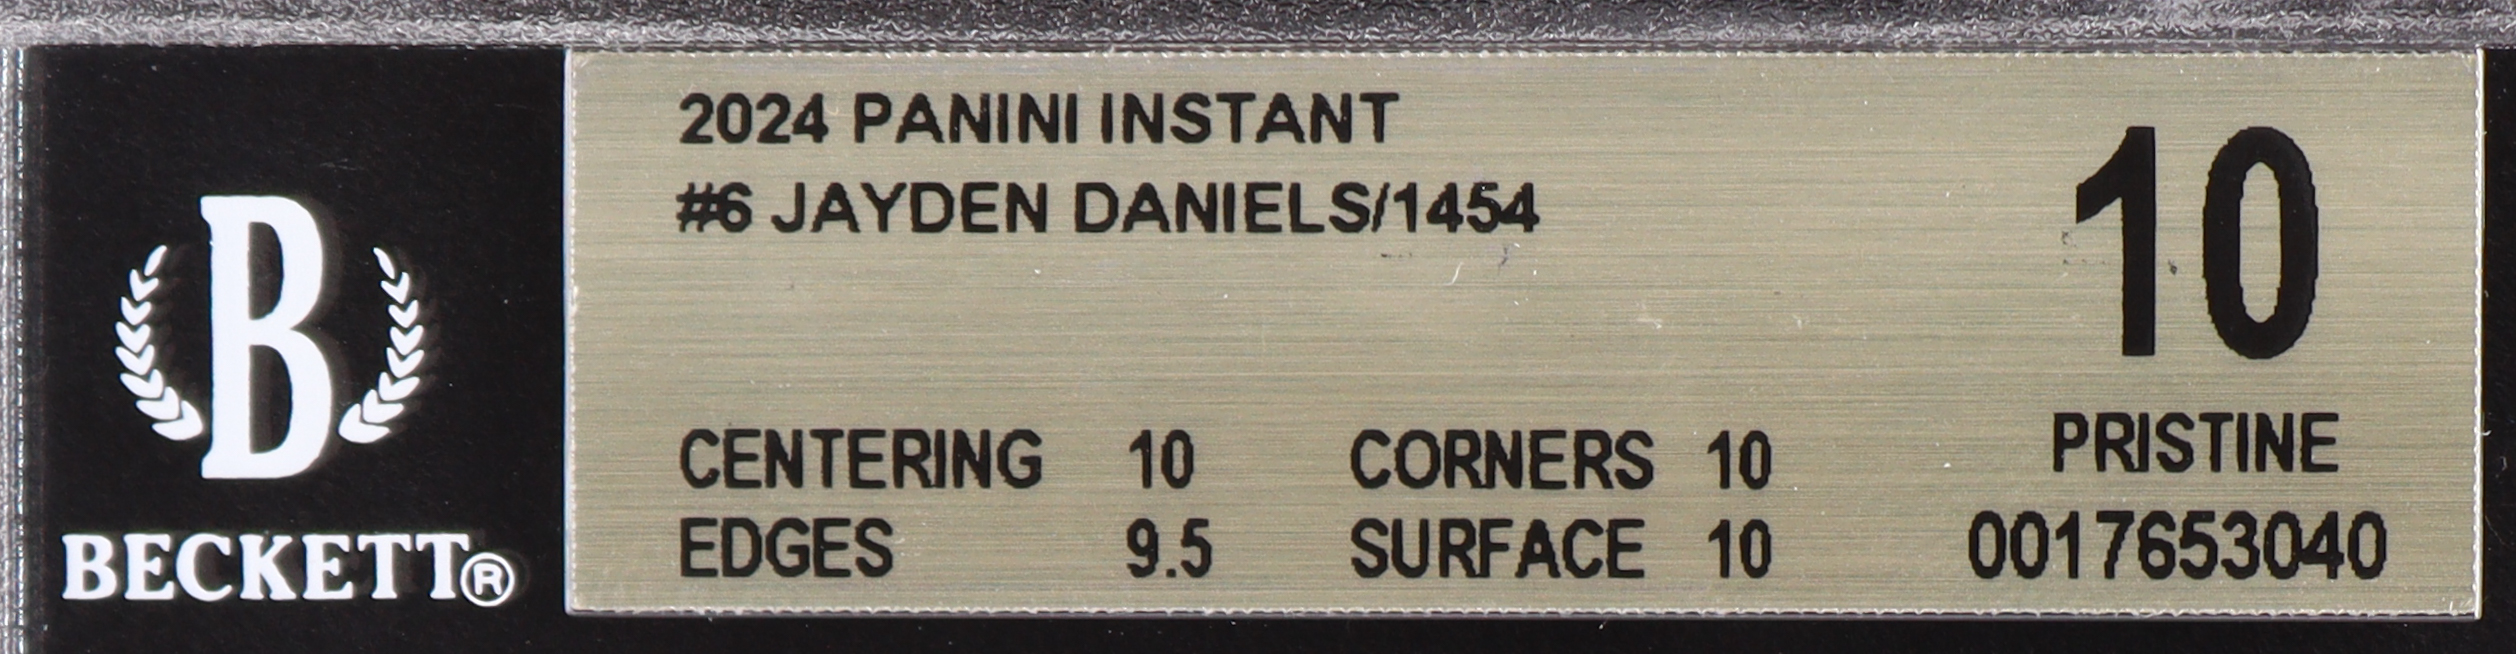 2024 PANINI INSTANT
#6 JAYDEN DANIELS/1454
10
B
CENTERING 10 CORNERS 10
PRISTINE
EDGES 9.5 SURFACE 10
0017653040
BECKETT®